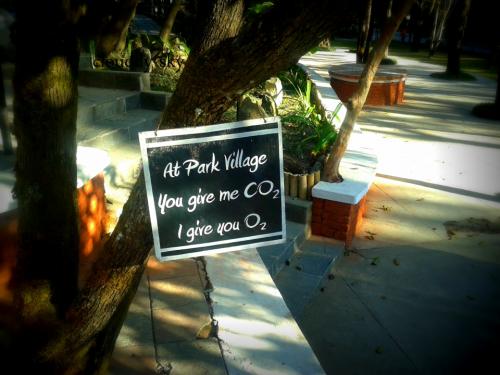 At Park Village
You give me CO₂
I give you O₂